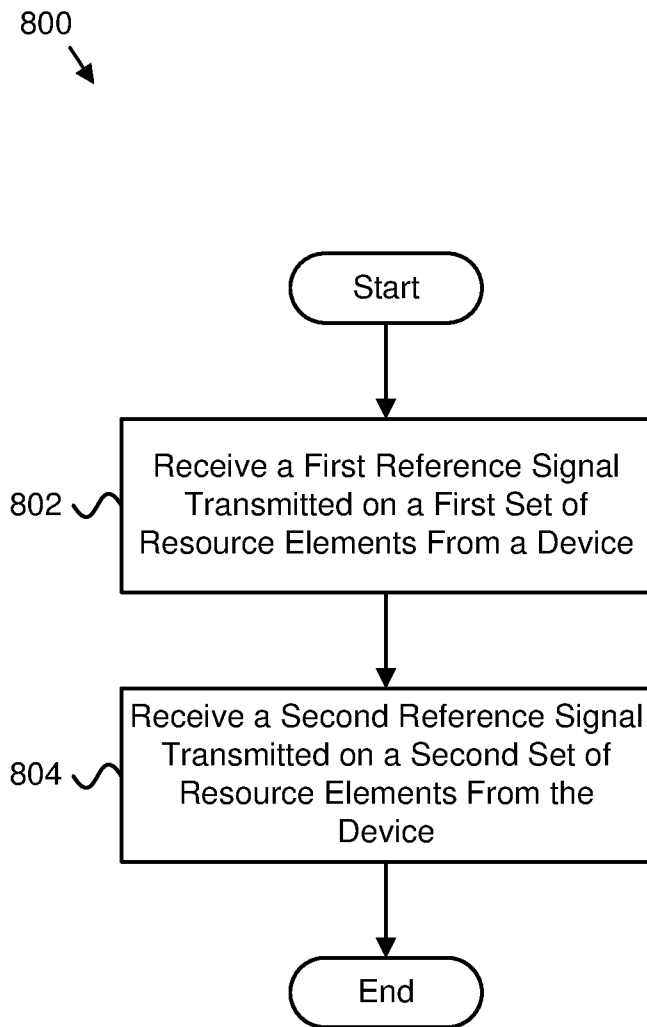 800
Start
802
Receive a First Reference Signal
Transmitted on a First Set of
Resource Elements From a Device
804
Receive a Second Reference Signal
Transmitted on a Second Set of
Resource Elements From the
Device
End